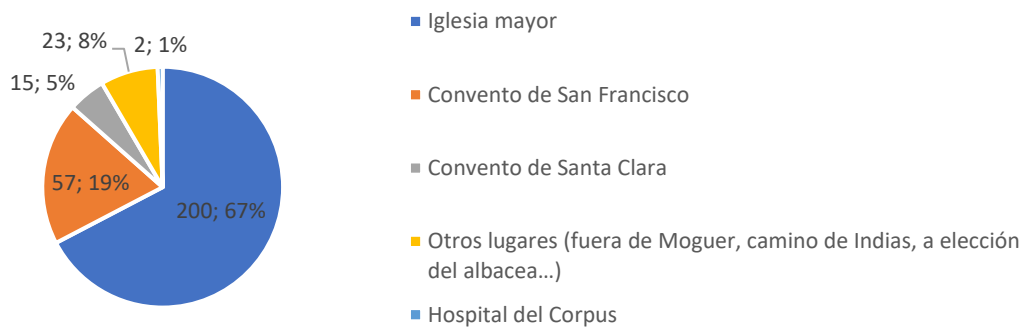 23; 8%
2; 1%
15; 5%
57; 19%
200; 67%
Iglesia mayor
Convento de San Francisco
Convento de Santa Clara
Otros lugares (fuera de Moguer, camino de Indias, a elección
del albacea…)
Hospital del Corpus